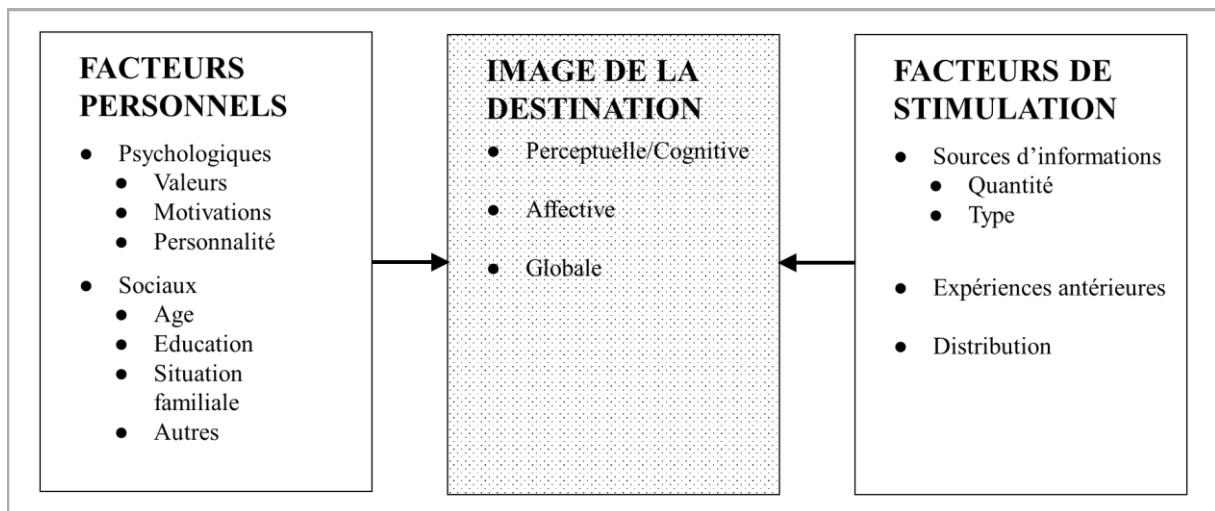 FACTEURS
PERSONNELS
● Psychologiques
● Valeurs
● Motivations
● Personnalité
● Sociaux
● Age
● Education
● Situation
familiale
● Autres
IMAGE DE LA
DESTINATION
● Perceptuelle/Cognitive
● Affective
● Globale
FACTEURS DE
STIMULATION
● Sources d’informations
● Quantité
● Type
● Expériences antérieures
● Distribution